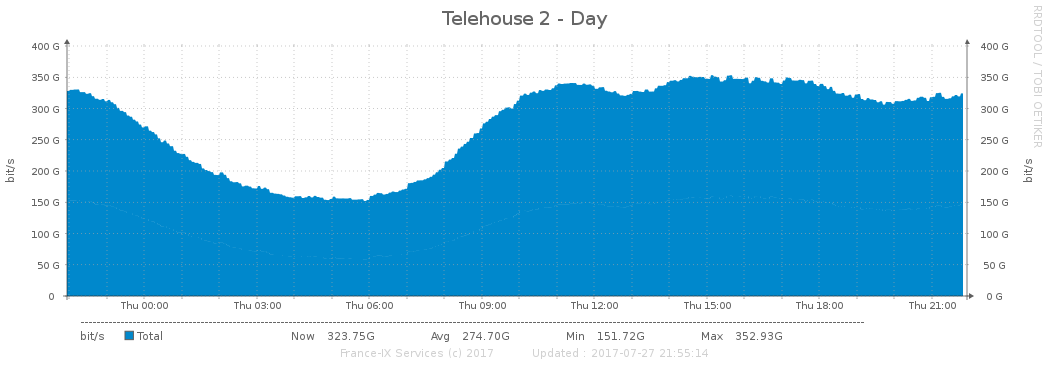 Telehouse 2 - Day
RRDTOOL / TOBI OETIKER
400 G 400 G
350 G 350 G
300 G 300 G
250 G 250 G
200 G 200 G
150 G 150 G
100 G 100 G
50 G 50 G
0 0 G
bit/s
bit/s
Thu 00:00 Thu 03:00 Thu 06:00 Thu 09:00 Thu 12:00 Thu 15:00 Thu 18:00 Thu 21:00
bit/s Total Now 323.75G Avg 274.70G Min 151.72G Max 352.93G
France-IX Services (c) 2017 Updated : 2017-07-27 21:55:14